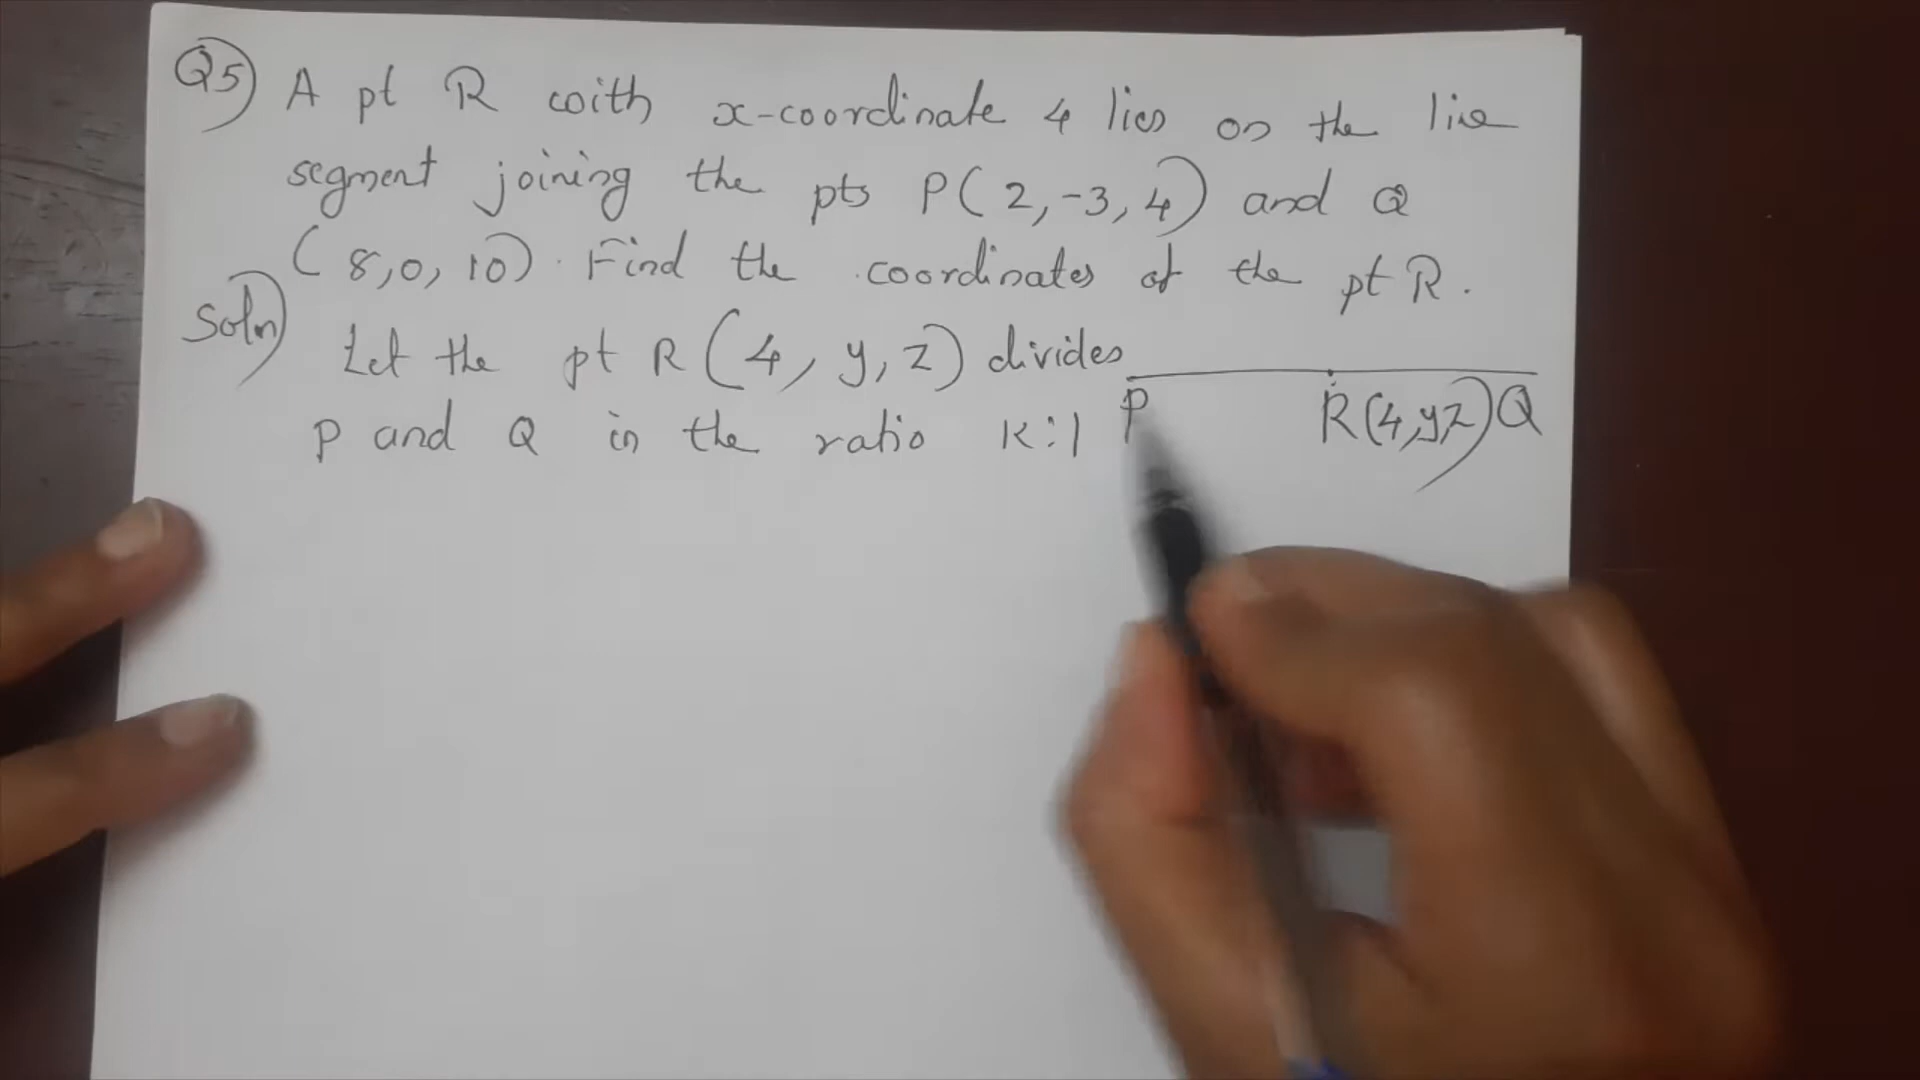 Q5) A pt R with x-coordinate 4 lies on the line
segment joining the pts P(2,-3,4) and Q
(8,0,10). Find the coordinates of the pt R.
Soln) Let the pt R(4, y, z) divides
P and Q in the ratio K:1
P R(4,y,z) Q